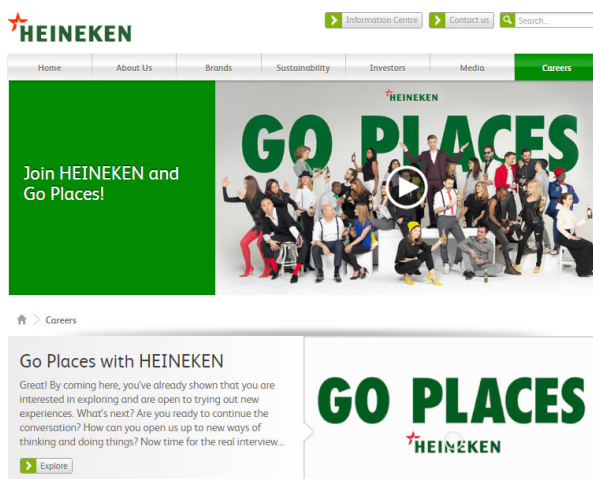 HEINEKEN
Information Centre
Contact us
Search...
Home
About Us
Brands
Sustainability
Investors
Media
Careers
HEINEKEN
GO PLACES
Join HEINEKEN and
Go Places!
Careers
Go Places with HEINEKEN
Great! By coming here, you've already shown that you are
interested in exploring and are open to trying out new
experiences. What's next? Are you ready to continue the
conversation? How can you open us up to new ways of
thinking and doing things? Now time for the real interview...
Explore
GO PLACES
HEINEKEN